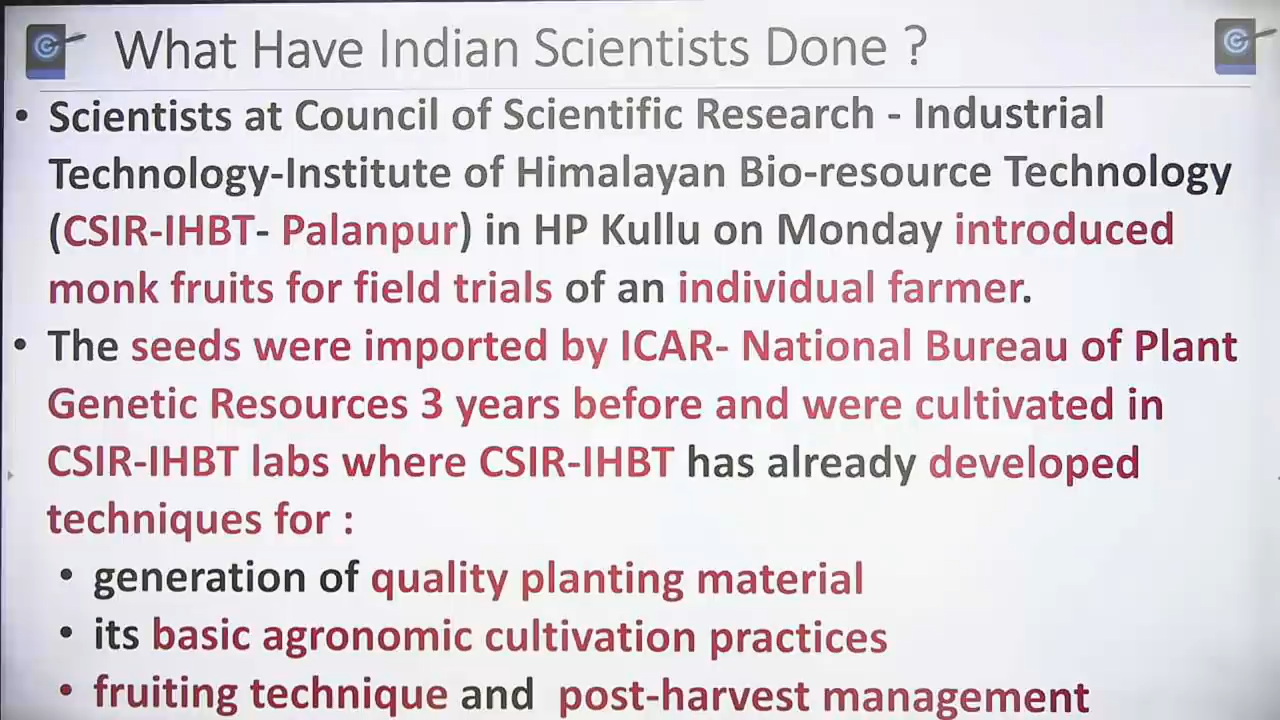 What Have Indian Scientists Done ?
• Scientists at Council of Scientific Research - Industrial
Technology-Institute of Himalayan Bio-resource Technology
(CSIR-IHBT- Palanpur) in HP Kullu on Monday introduced
monk fruits for field trials of an individual farmer.
• The seeds were imported by ICAR- National Bureau of Plant
Genetic Resources 3 years before and were cultivated in
CSIR-IHBT labs where CSIR-IHBT has already developed
techniques for :
• generation of quality planting material
• its basic agronomic cultivation practices
• fruiting technique and post-harvest management